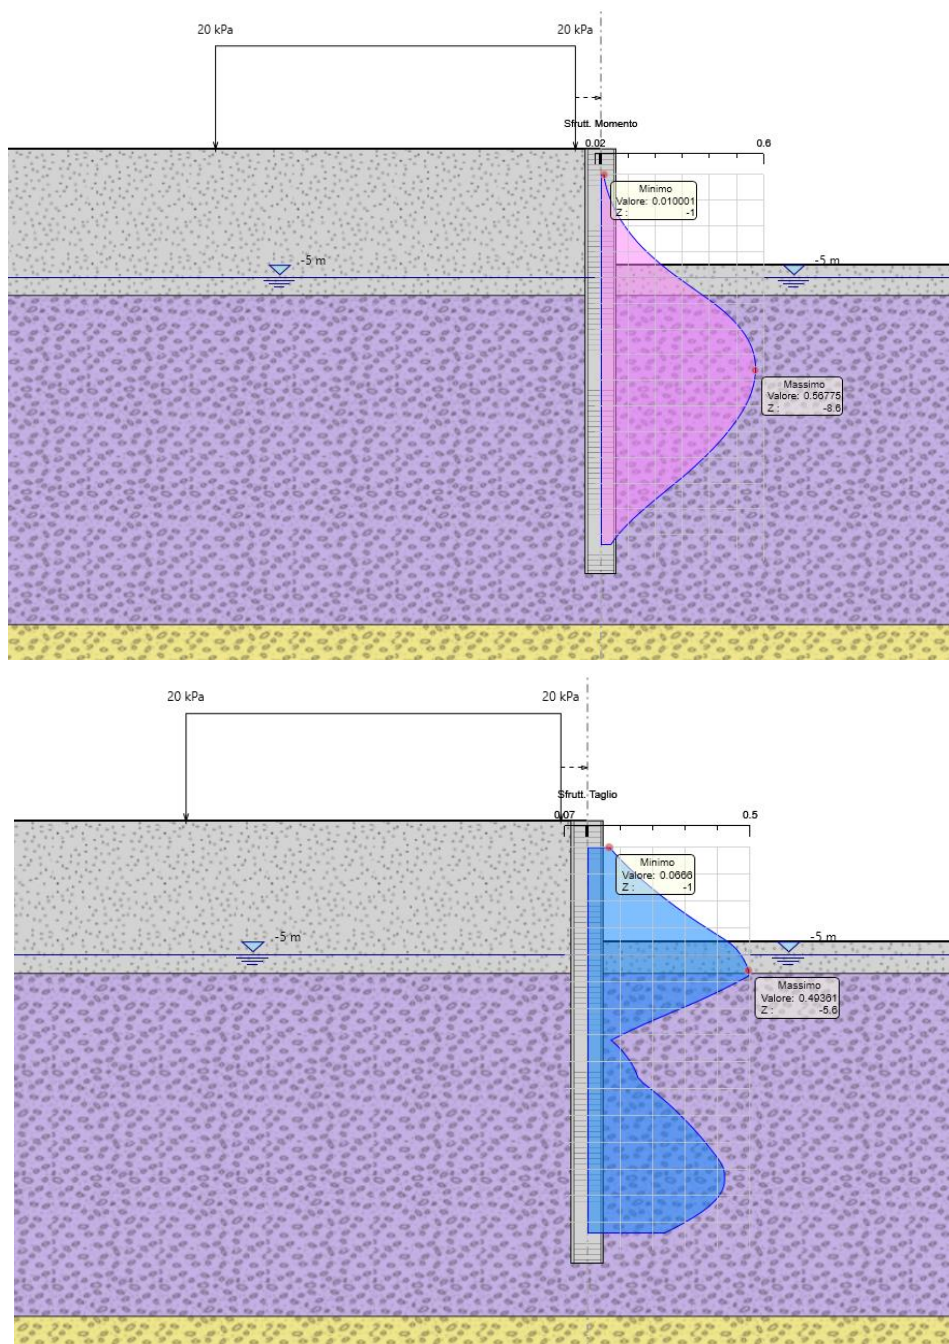 20 kPa 20 kPa
Sfrutt. Momento
0.02 0.6
Minimo
Valore: 0.010001
Z : -1
-5 m -5 m
Massimo
Valore: 0.56775
Z : -8.6
20 kPa 20 kPa
Sfrutt. Taglio
0.07 0.5
Minimo
Valore: 0.0666
Z : -1
-5 m -5 m
Massimo
Valore: 0.49361
Z : -5.6